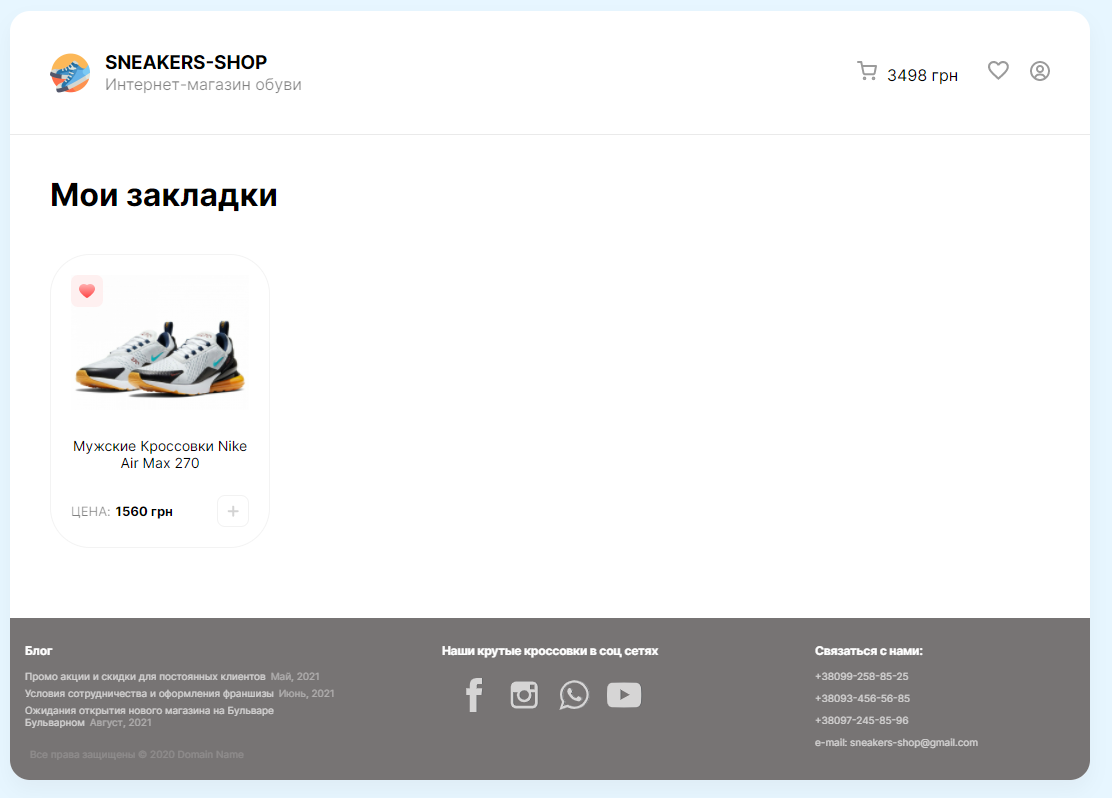 SNEAKERS-SHOP
Интернет-магазин обуви
3498 грн
Мои закладки
Мужские Кроссовки Nike
Air Max 270
ЦЕНА: 1560 грн
Блог
Промо акции и скидки для постоянных клиентов Май, 2021
Условия сотрудничества и оформления франшизы Июнь, 2021
Ожидания открытия нового магазина на Бульваре
Бульварном Август, 2021
Все права защищены © 2020 Domain Name
Наши крутые кроссовки в соц сетях
Связаться с нами:
+38099-258-85-25
+38093-456-56-85
+38097-245-85-96
e-mail: sneakers-shop@gmail.com